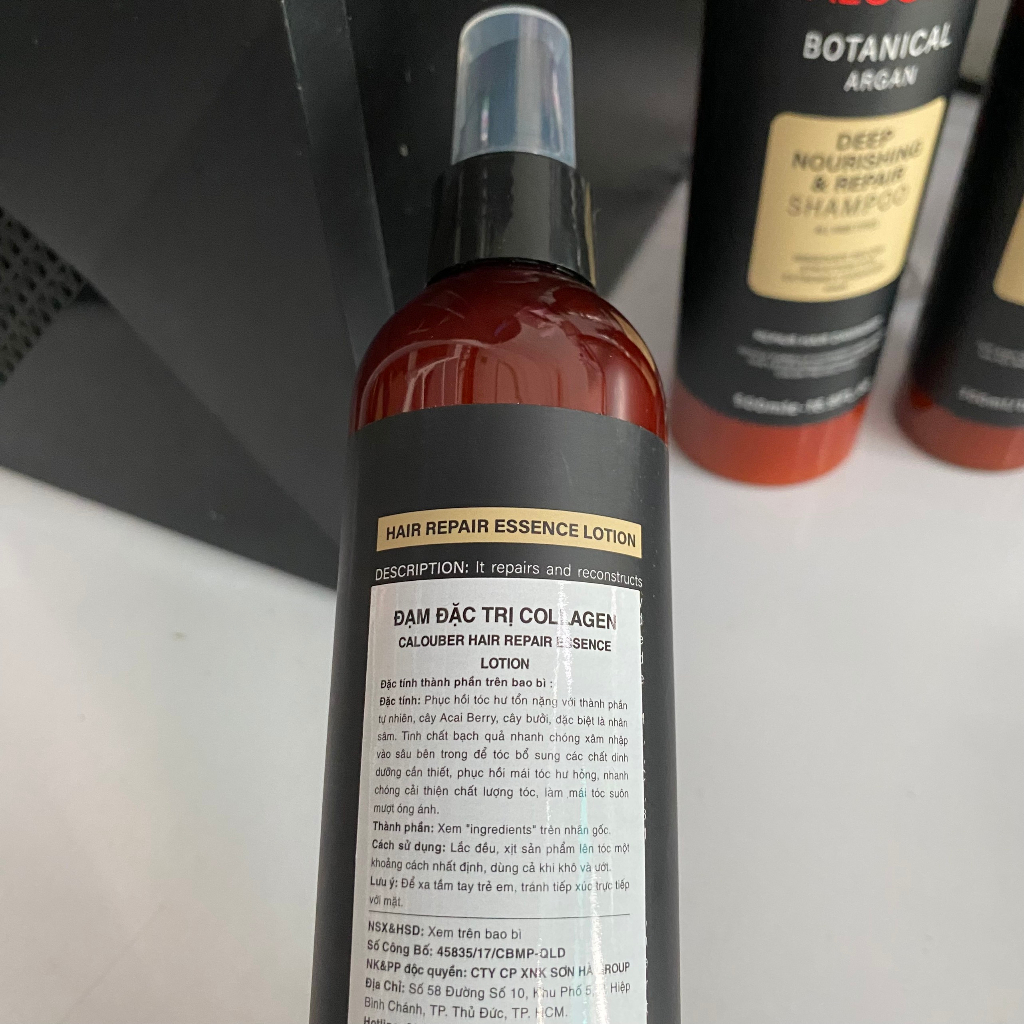 BOTANICAL
ARGAN
DEEP
NOURISHING
& REPAIR
SHAMPOO
HAIR REPAIR ESSENCE LOTION
DESCRIPTION: It repairs and reconstructs
ĐẠM ĐẶC TRỊ COLLAGEN
CALOUBER HAIR REPAIR ESSENCE
LOTION
Đặc tính thành phần trên bao bì :
Đặc tính: Phục hồi tóc hư tổn nặng với thành phần
tự nhiên, cây Acai Berry, cây bưởi, đặc biệt là nhân
sâm. Tinh chất bạch quả nhanh chóng xâm nhập
vào sâu bên trong để tóc bổ sung các chất dinh
dưỡng cần thiết, phục hồi mái tóc hư hỏng, nhanh
chóng cải thiện chất lượng tóc, làm mái tóc suôn
mượt óng ánh.
Thành phần: Xem "ingredients" trên nhãn gốc.
Cách sử dụng: Lắc đều, xịt sản phẩm lên tóc một
khoảng cách nhất định, dùng cả khi khô và ướt.
Lưu ý: Để xa tầm tay trẻ em, tránh tiếp xúc trực tiếp
với mặt.
NSX&HSD: Xem trên bao bì
Số Công Bố: 45835/17/CBMP-QLD
NK&PP độc quyền: CTY CP XNK SƠN HÀ GROUP
Địa Chỉ: Số 58 Đường Số 10, Khu Phố 5, Hiệp
Bình Chánh, TP. Thủ Đức, TP. HCM.